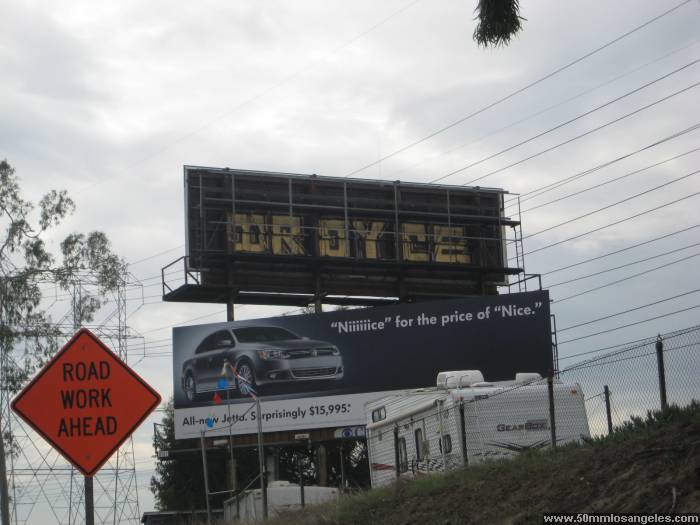 "Niiiiiice" for the price of "Nice."
All-new Jetta. Surprisingly $15,995.*
ROAD
WORK
AHEAD
GEARBOX
CBS
www.50mmlosangeles.com